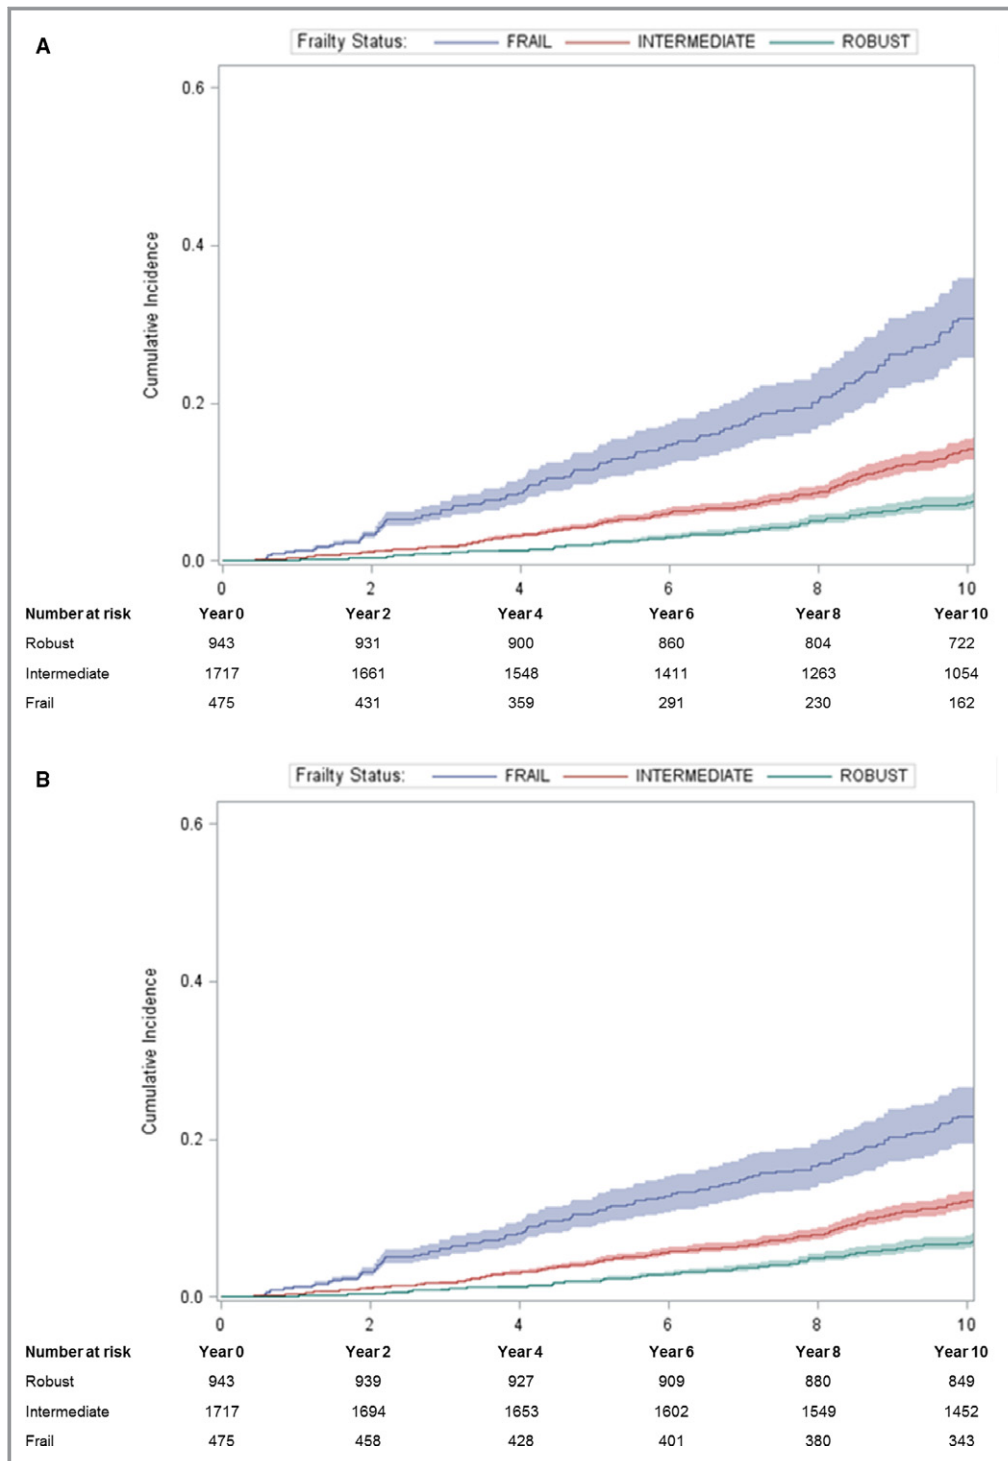 A
Frailty Status: FRAIL INTERMEDIATE ROBUST
0.6
0.4
0.2
0.0
Cumulative Incidence
0 2 4 6 8 10
Number at risk Year 0 Year 2 Year 4 Year 6 Year 8 Year 10
Robust 943 931 900 860 804 722
Intermediate 1717 1661 1548 1411 1263 1054
Frail 475 431 359 291 230 162
B
Frailty Status: FRAIL INTERMEDIATE ROBUST
0.6
0.4
0.2
0.0
Cumulative Incidence
0 2 4 6 8 10
Number at risk Year 0 Year 2 Year 4 Year 6 Year 8 Year 10
Robust 943 939 927 909 880 849
Intermediate 1717 1694 1653 1602 1549 1452
Frail 475 458 428 401 380 343